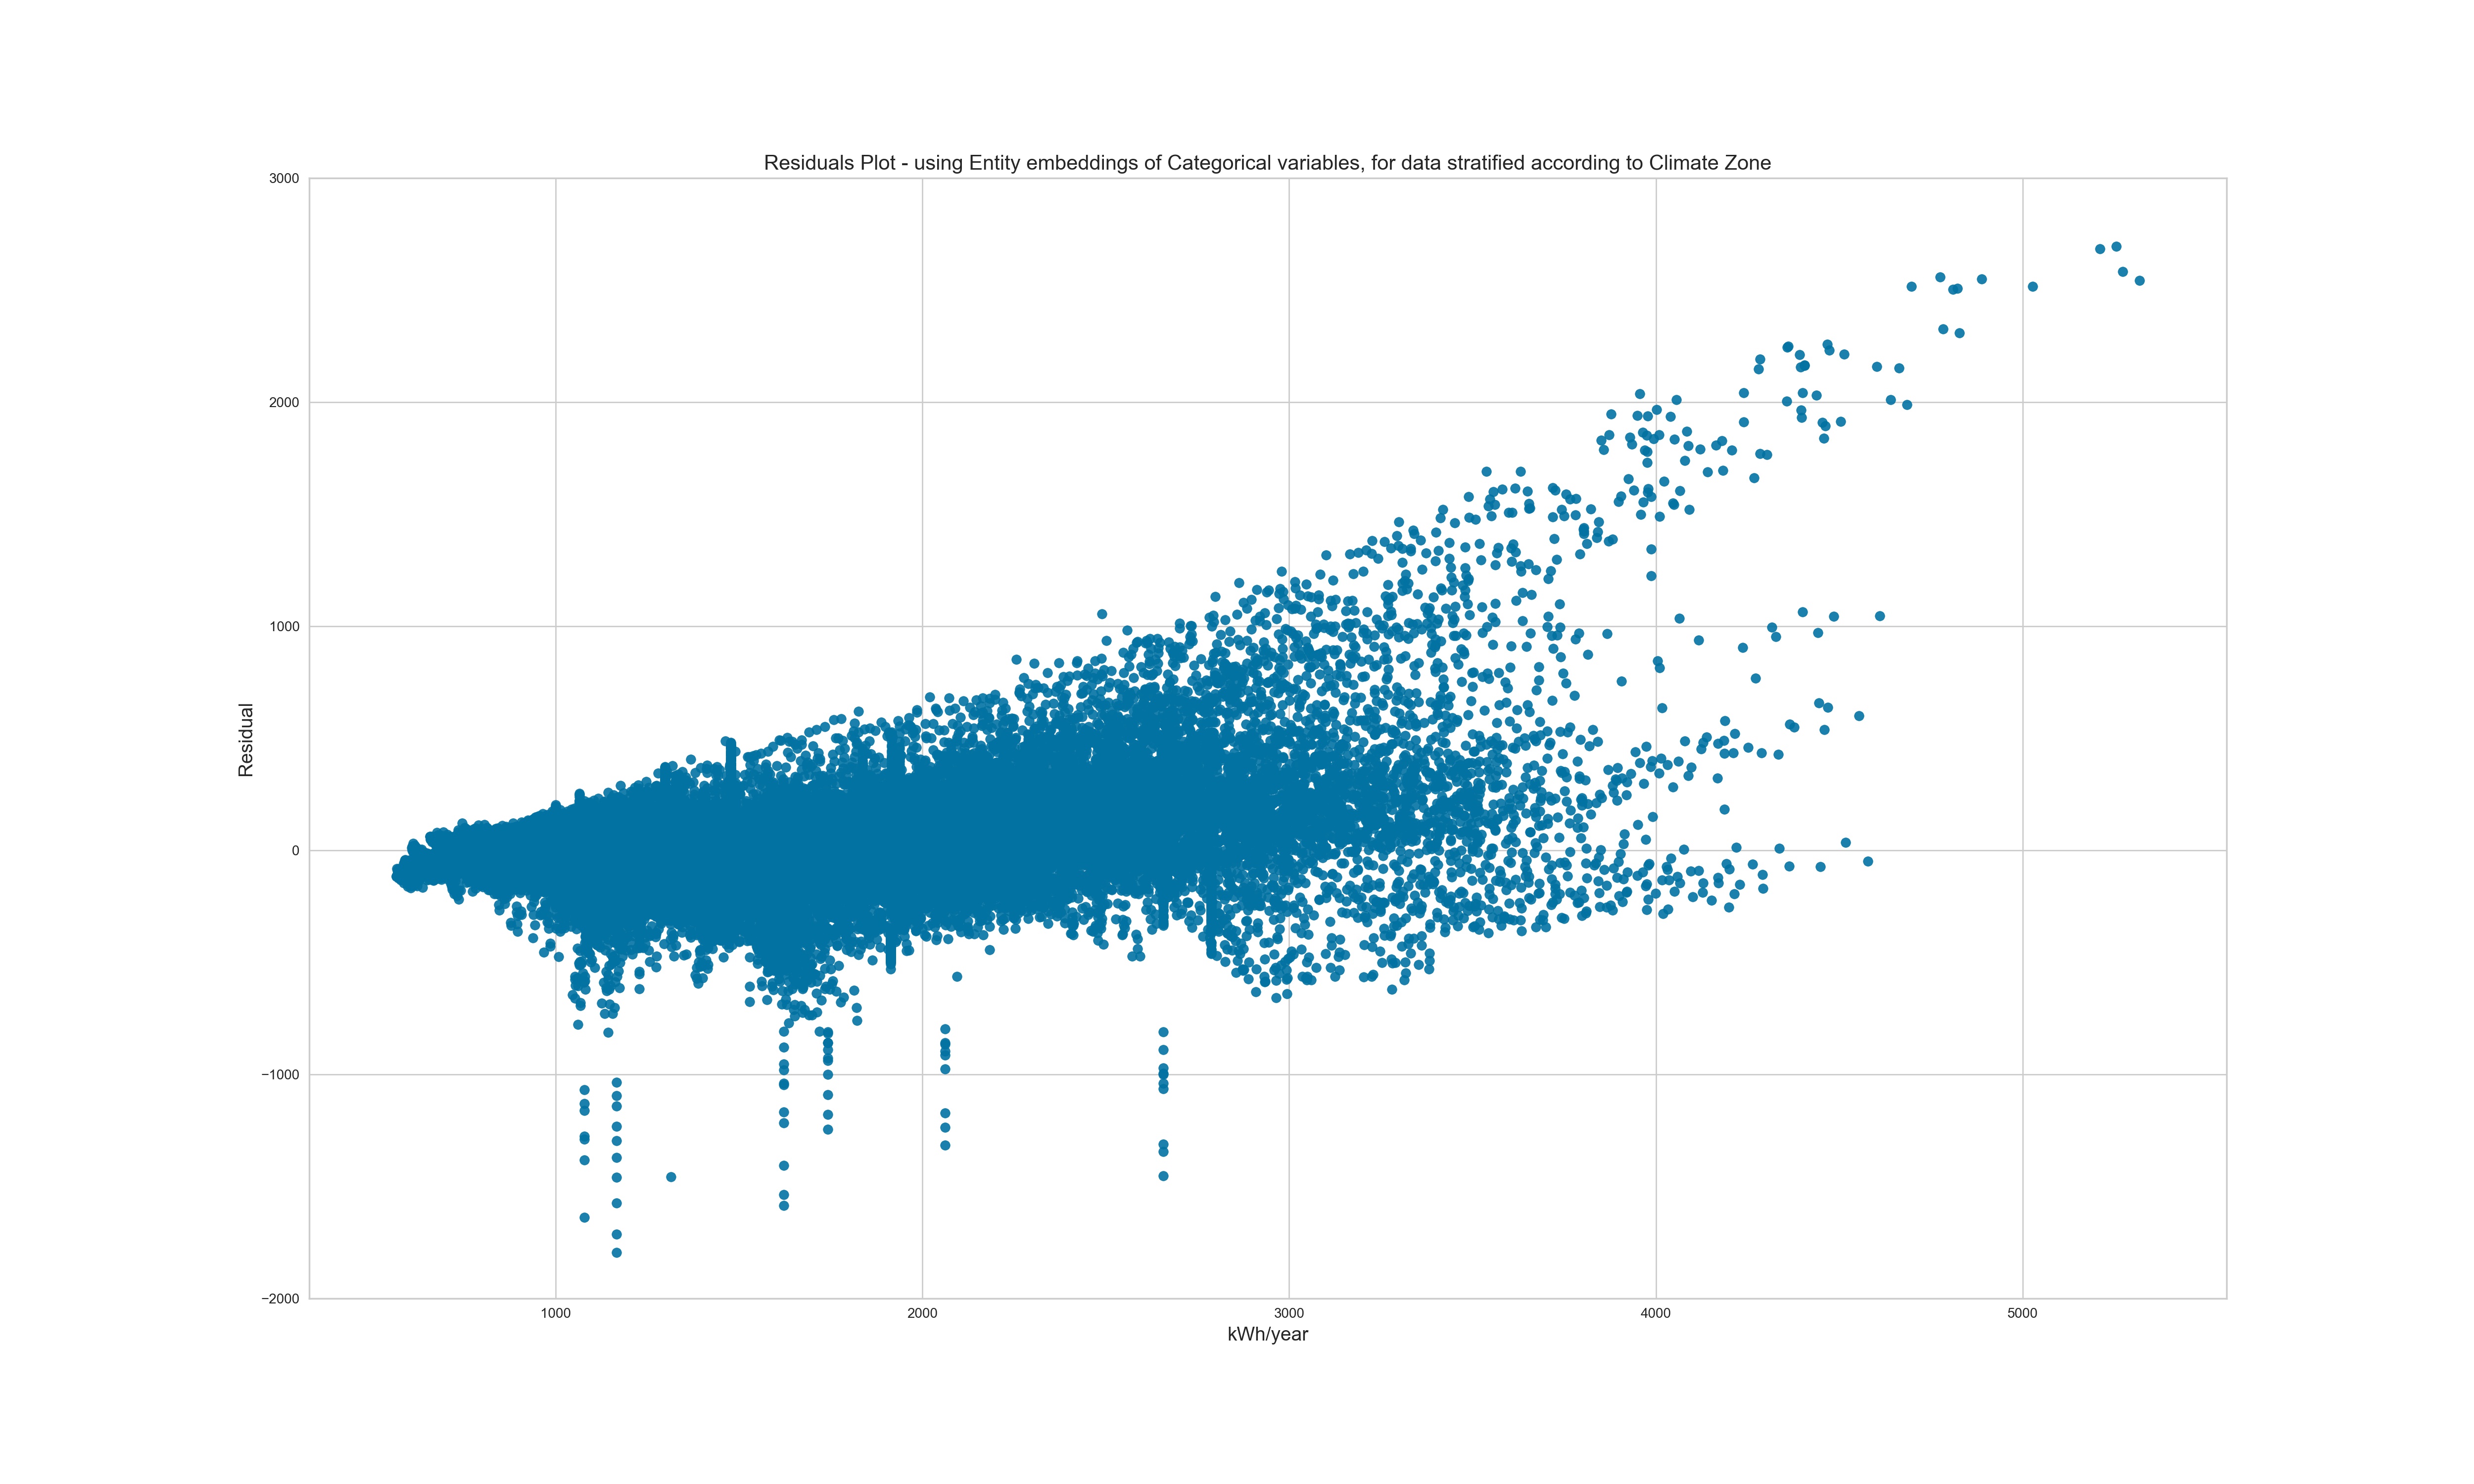 Residuals Plot - using Entity embeddings of Categorical variables, for data stratified according to Climate Zone
3000
2000
1000
0
−1000
−2000
Residual
1000 2000 3000 4000 5000
kWh/year